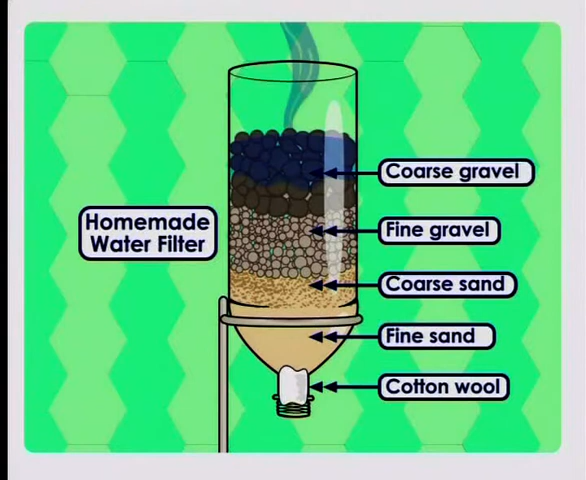 Coarse gravel
Homemade
Water Filter
Fine gravel
Coarse sand
Fine sand
Cotton wool